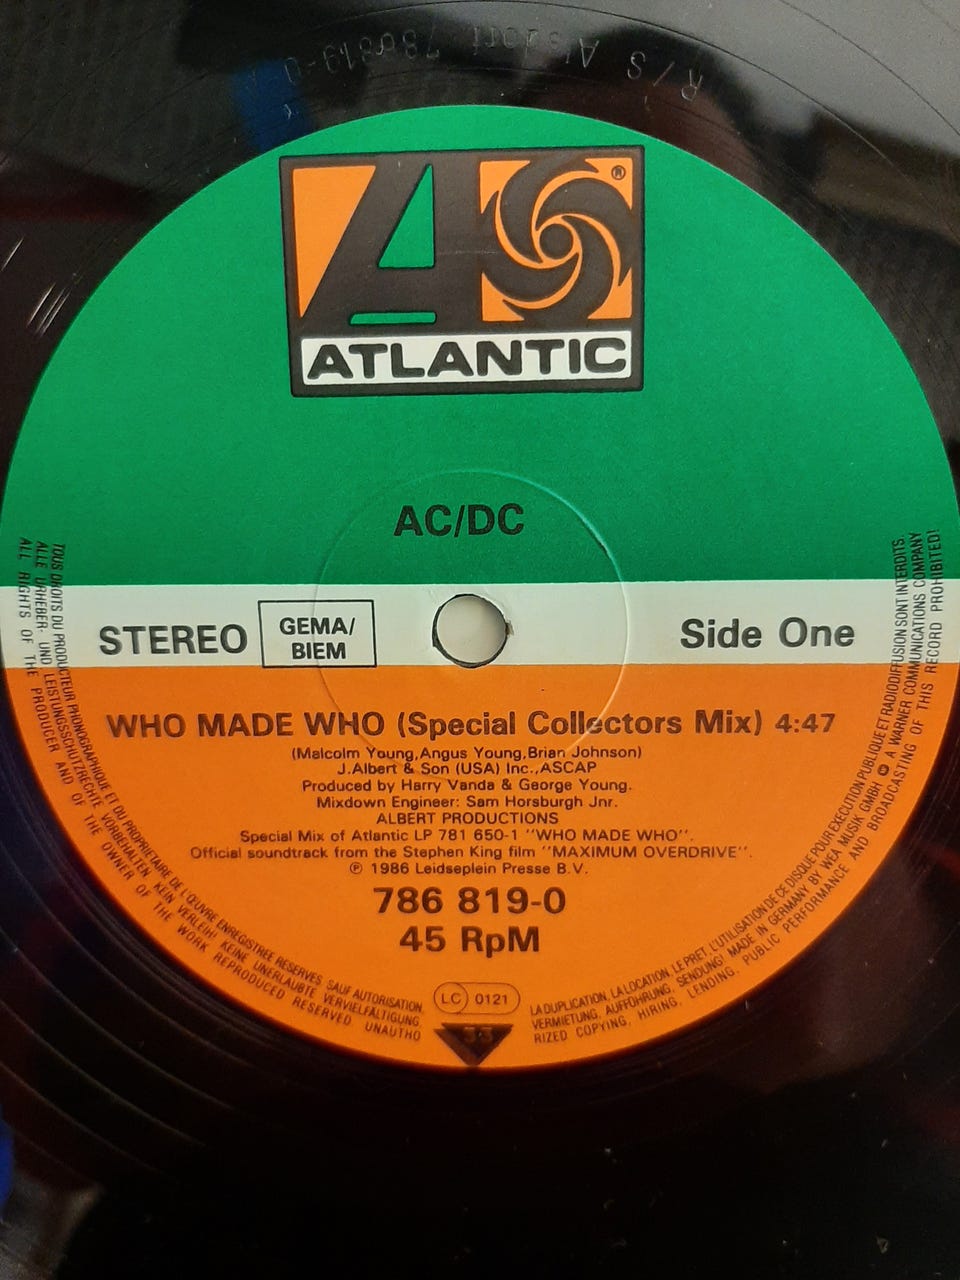 R/S Alsdorf 786819-0 A
®
ATLANTIC
AC/DC
STEREO
GEMA/
BIEM
Side One
WHO MADE WHO (Special Collectors Mix) 4:47
(Malcolm Young,Angus Young,Brian Johnson)
J.Albert & Son (USA) Inc.,ASCAP
Produced by Harry Vanda & George Young.
Mixdown Engineer: Sam Horsburgh Jnr.
ALBERT PRODUCTIONS
Special Mix of Atlantic LP 781 650-1 "WHO MADE WHO".
Official soundtrack from the Stephen King film "MAXIMUM OVERDRIVE".
℗ 1986 Leidseplein Presse B.V.
786 819-0
45 RpM
LC 0121
33
TOUS DROITS DU PRODUCTEUR PHONOGRAPHIQUE ET DU PROPRIETAIRE DE L'ŒUVRE ENREGISTREE RESERVES SAUF AUTORISATION,
ALLE URHEBER- UND LEISTUNGSSCHUTZRECHTE VORBEHALTEN KEIN VERLEIH! KEINE UNERLAUBTE VERVIELFÄLTIGUNG,
ALL RIGHTS OF THE PRODUCER AND OF THE OWNER OF THE WORK REPRODUCED RESERVED UNAUTHO
LA DUPLICATION, LA LOCATION, LE PRET, L'UTILISATION DE CE DISQUE POUR EXECUTION PUBLIQUE ET RADIODIFFUSION SONT INTERDITS.
VERMIETUNG, AUFFÜHRUNG, SENDUNG! MADE IN GERMANY BY WEA MUSIK GMBH A WARNER COMMUNICATIONS COMPANY
RIZED COPYING, HIRING, LENDING, PUBLIC PERFORMANCE AND BROADCASTING OF THIS RECORD PROHIBITED!